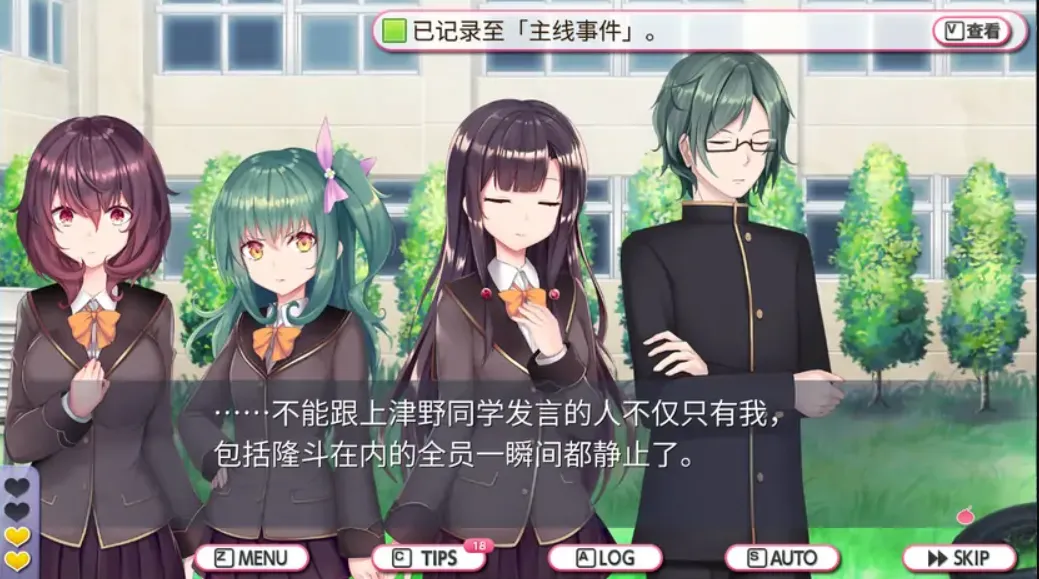 已记录至「主线事件」。
V 查看
……不能跟上津野同学发言的人不仅只有我，
包括隆斗在内的全员一瞬间都静止了。
Z MENU
C TIPS 18
A LOG
S AUTO
SKIP